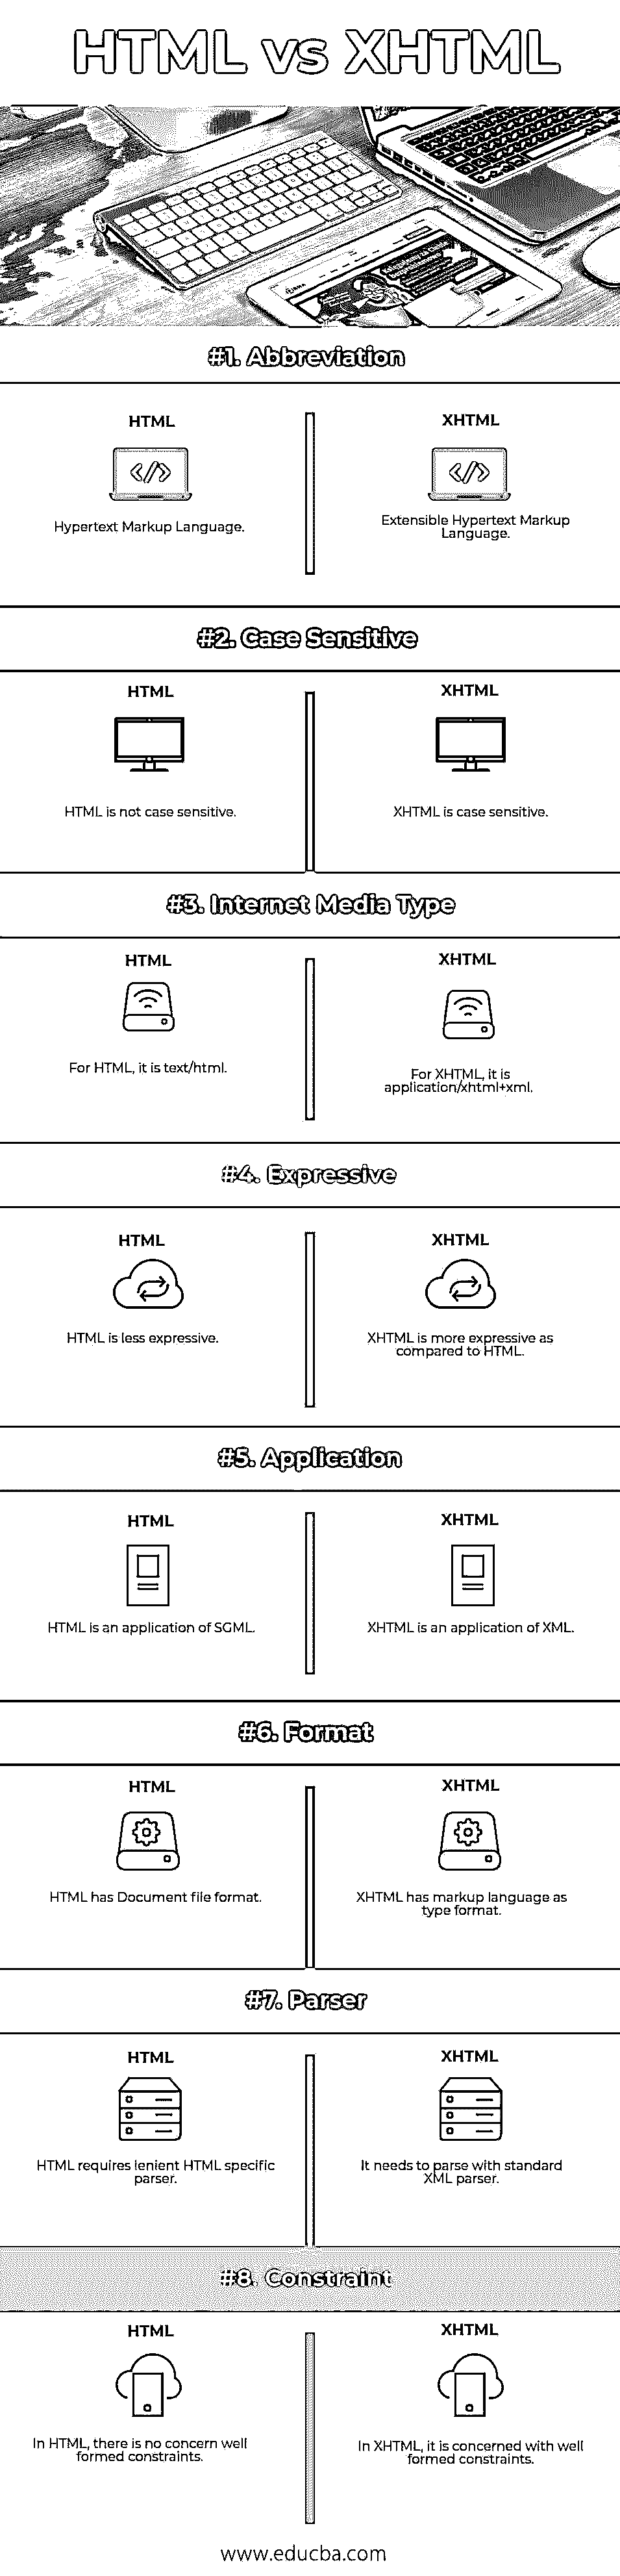 HTML vs XHTML
#1. Abbreviation
HTML
XHTML
Hypertext Markup Language.
Extensible Hypertext Markup
Language.
#2. Case Sensitive
HTML
XHTML
HTML is not case sensitive.
XHTML is case sensitive.
#3. Internet Media Type
HTML
XHTML
For HTML, it is text/html.
For XHTML, it is
application/xhtml+xml.
#4. Expressive
HTML
XHTML
HTML is less expressive.
XHTML is more expressive as
compared to HTML.
#5. Application
HTML
XHTML
HTML is an application of SGML.
XHTML is an application of XML.
#6. Format
HTML
XHTML
HTML has Document file format.
XHTML has markup language as
type format.
#7. Parser
HTML
XHTML
HTML requires lenient HTML specific
parser.
It needs to parse with standard
XML parser.
#8. Constraint
HTML
XHTML
In HTML, there is no concern well
formed constraints.
In XHTML, it is concerned with well
formed constraints.
www.educba.com